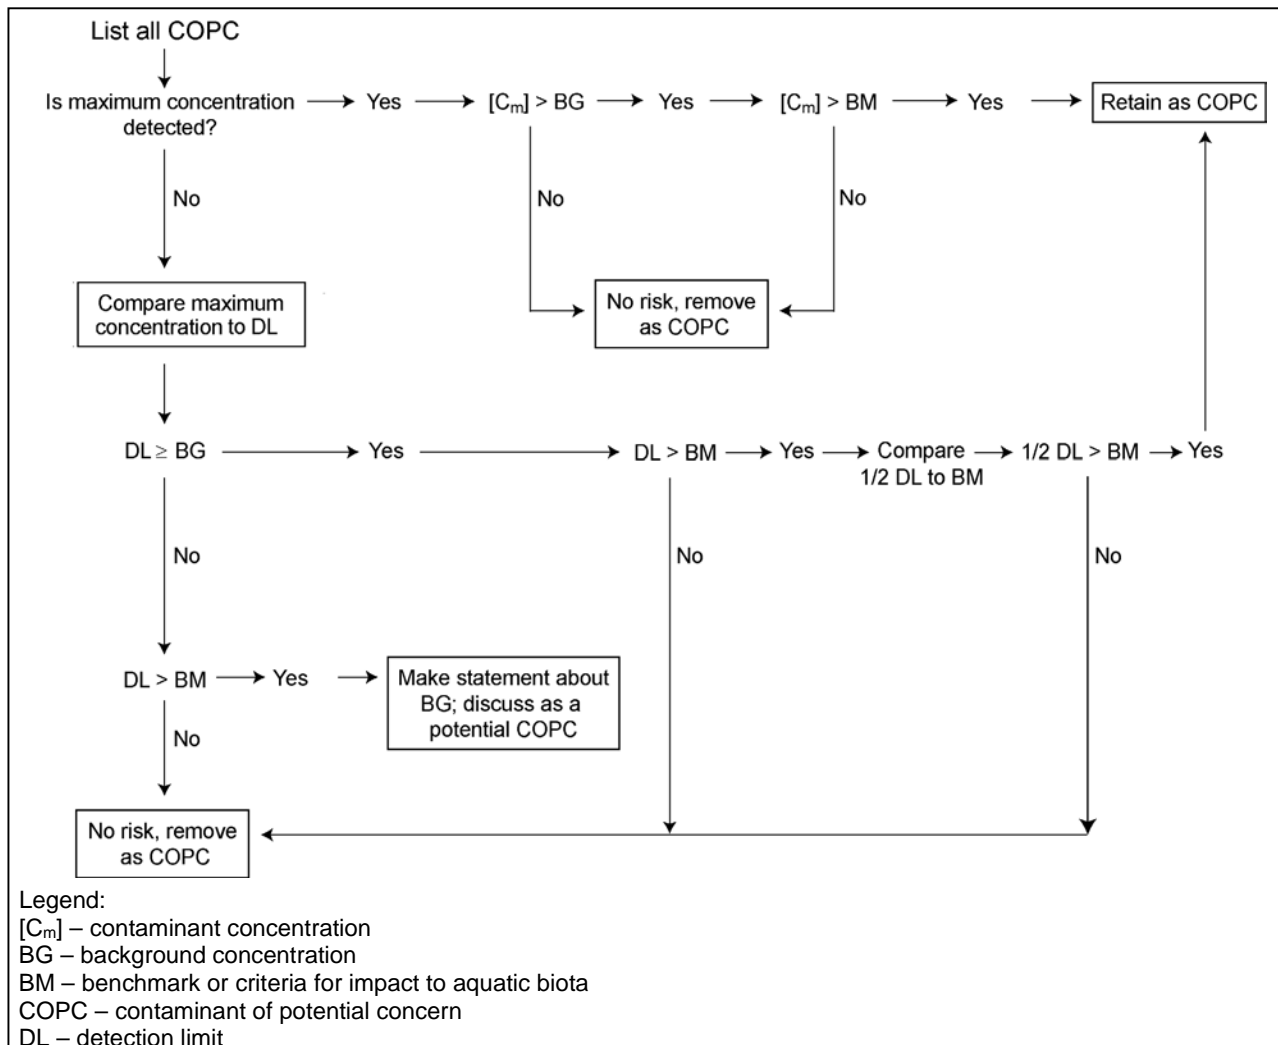 List all COPC
Is maximum concentration
detected?
Yes
[Cm] > BG
Yes
[Cm] > BM
Yes
Retain as COPC
No
No
No
Compare maximum
concentration to DL
No risk, remove
as COPC
DL ≥ BG
Yes
DL > BM
Yes
Compare
1/2 DL to BM
1/2 DL > BM
Yes
No
No
No
DL > BM
Yes
Make statement about
BG; discuss as a
potential COPC
No
No risk, remove
as COPC
Legend:
[Cm] – contaminant concentration
BG – background concentration
BM – benchmark or criteria for impact to aquatic biota
COPC – contaminant of potential concern
DL – detection limit